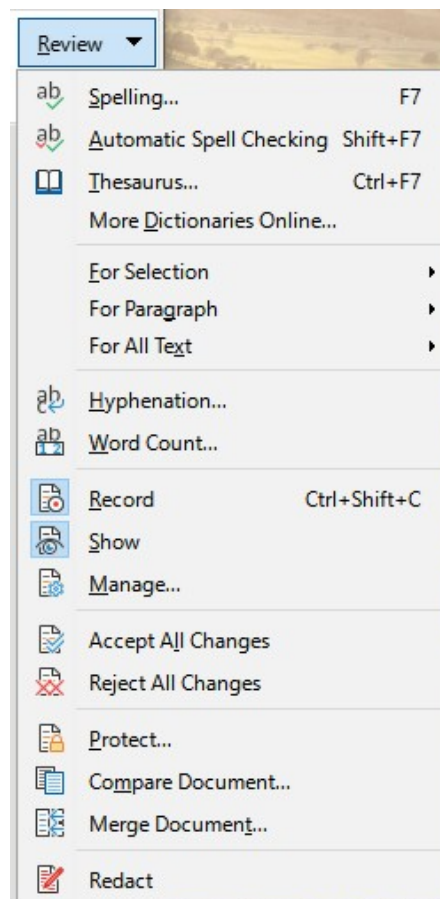 Review
Spelling... F7
Automatic Spell Checking Shift+F7
Thesaurus... Ctrl+F7
More Dictionaries Online...
For Selection
For Paragraph
For All Text
Hyphenation...
Word Count...
Record Ctrl+Shift+C
Show
Manage...
Accept All Changes
Reject All Changes
Protect...
Compare Document...
Merge Document...
Redact